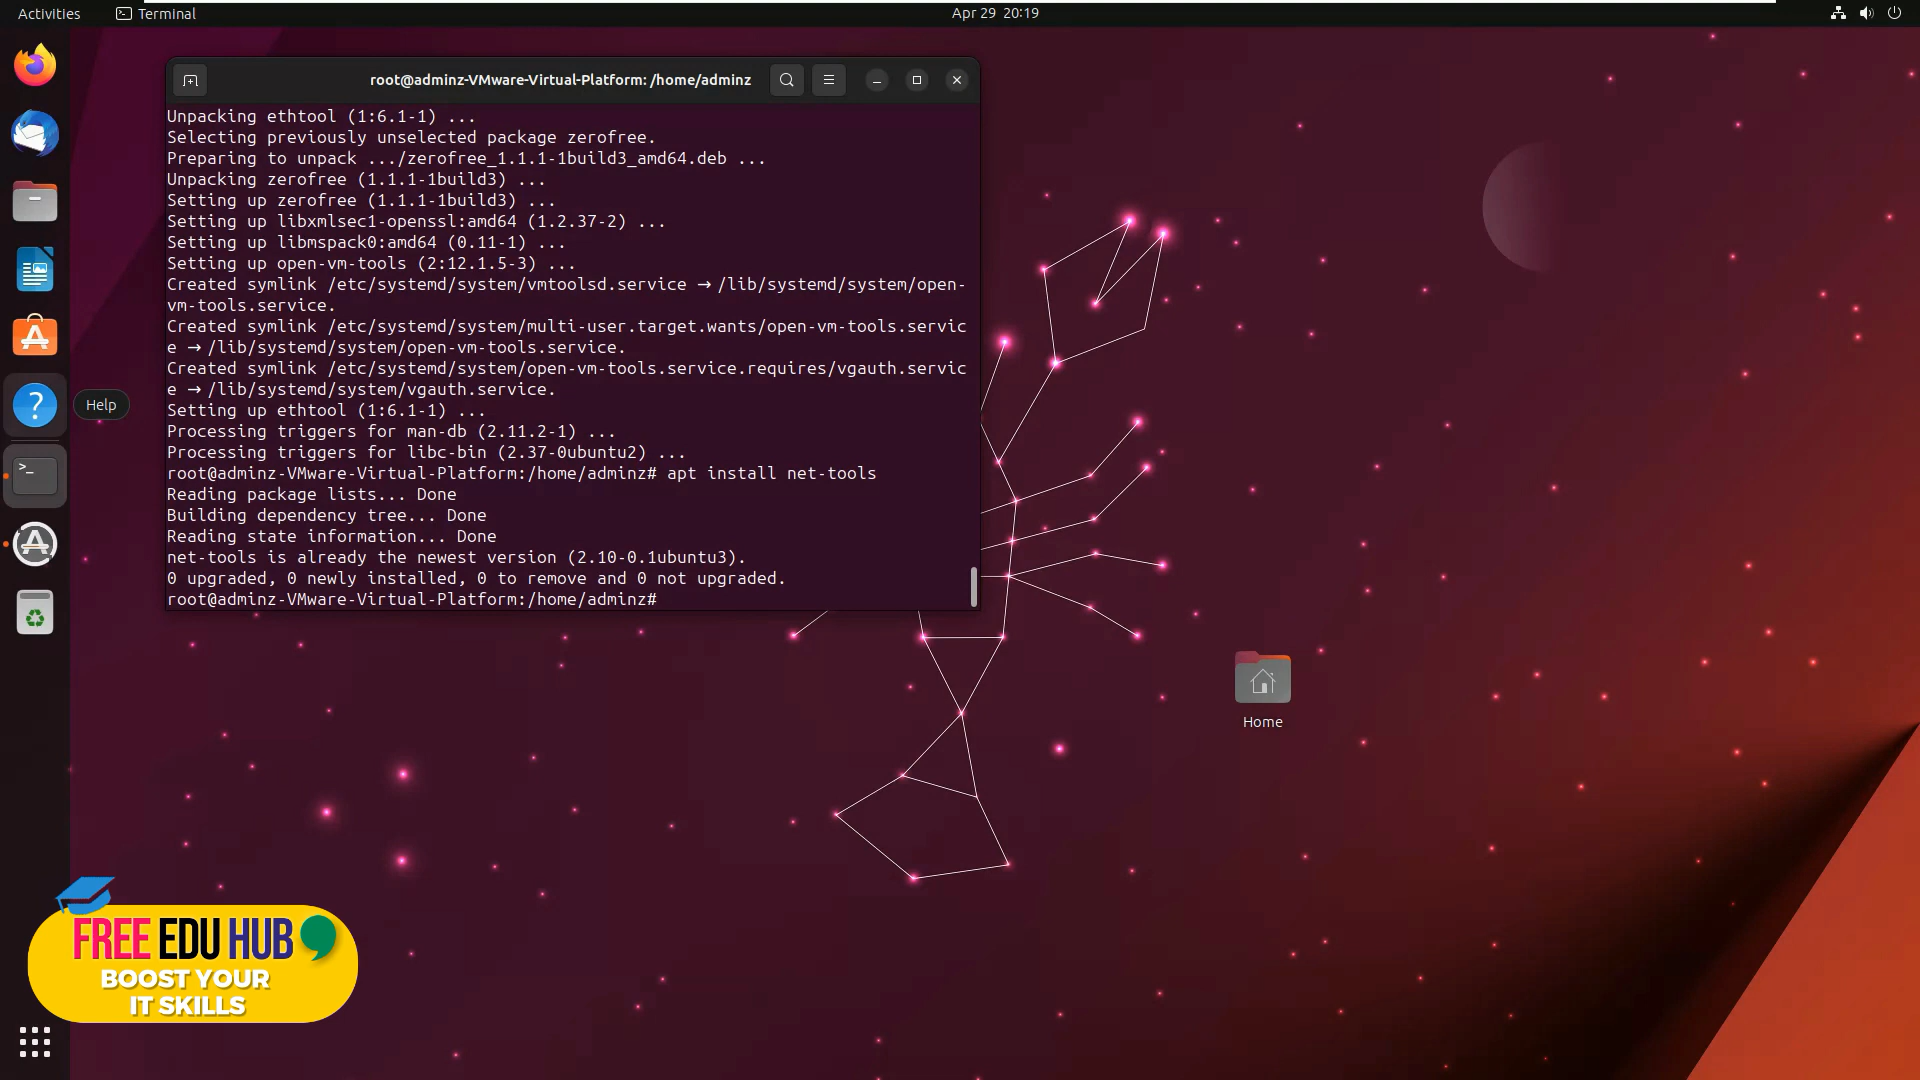 Activities
Terminal
Apr 29 20:19
root@adminz-VMware-Virtual-Platform: /home/adminz
Unpacking ethtool (1:6.1-1) ...
Selecting previously unselected package zerofree.
Preparing to unpack .../zerofree_1.1.1-1build3_amd64.deb ...
Unpacking zerofree (1.1.1-1build3) ...
Setting up zerofree (1.1.1-1build3) ...
Setting up libxmlsec1-openssl:amd64 (1.2.37-2) ...
Setting up libmspack0:amd64 (0.11-1) ...
Setting up open-vm-tools (2:12.1.5-3) ...
Created symlink /etc/systemd/system/vmtoolsd.service → /lib/systemd/system/open-
vm-tools.service.
Created symlink /etc/systemd/system/multi-user.target.wants/open-vm-tools.servic
e → /lib/systemd/system/open-vm-tools.service.
Created symlink /etc/systemd/system/open-vm-tools.service.requires/vgauth.servic
e → /lib/systemd/system/vgauth.service.
Setting up ethtool (1:6.1-1) ...
Processing triggers for man-db (2.11.2-1) ...
Processing triggers for libc-bin (2.37-0ubuntu2) ...
root@adminz-VMware-Virtual-Platform:/home/adminz# apt install net-tools
Reading package lists... Done
Building dependency tree... Done
Reading state information... Done
net-tools is already the newest version (2.10-0.1ubuntu3).
0 upgraded, 0 newly installed, 0 to remove and 0 not upgraded.
root@adminz-VMware-Virtual-Platform:/home/adminz#
Help
Home
FREE EDU HUB
BOOST YOUR
IT SKILLS